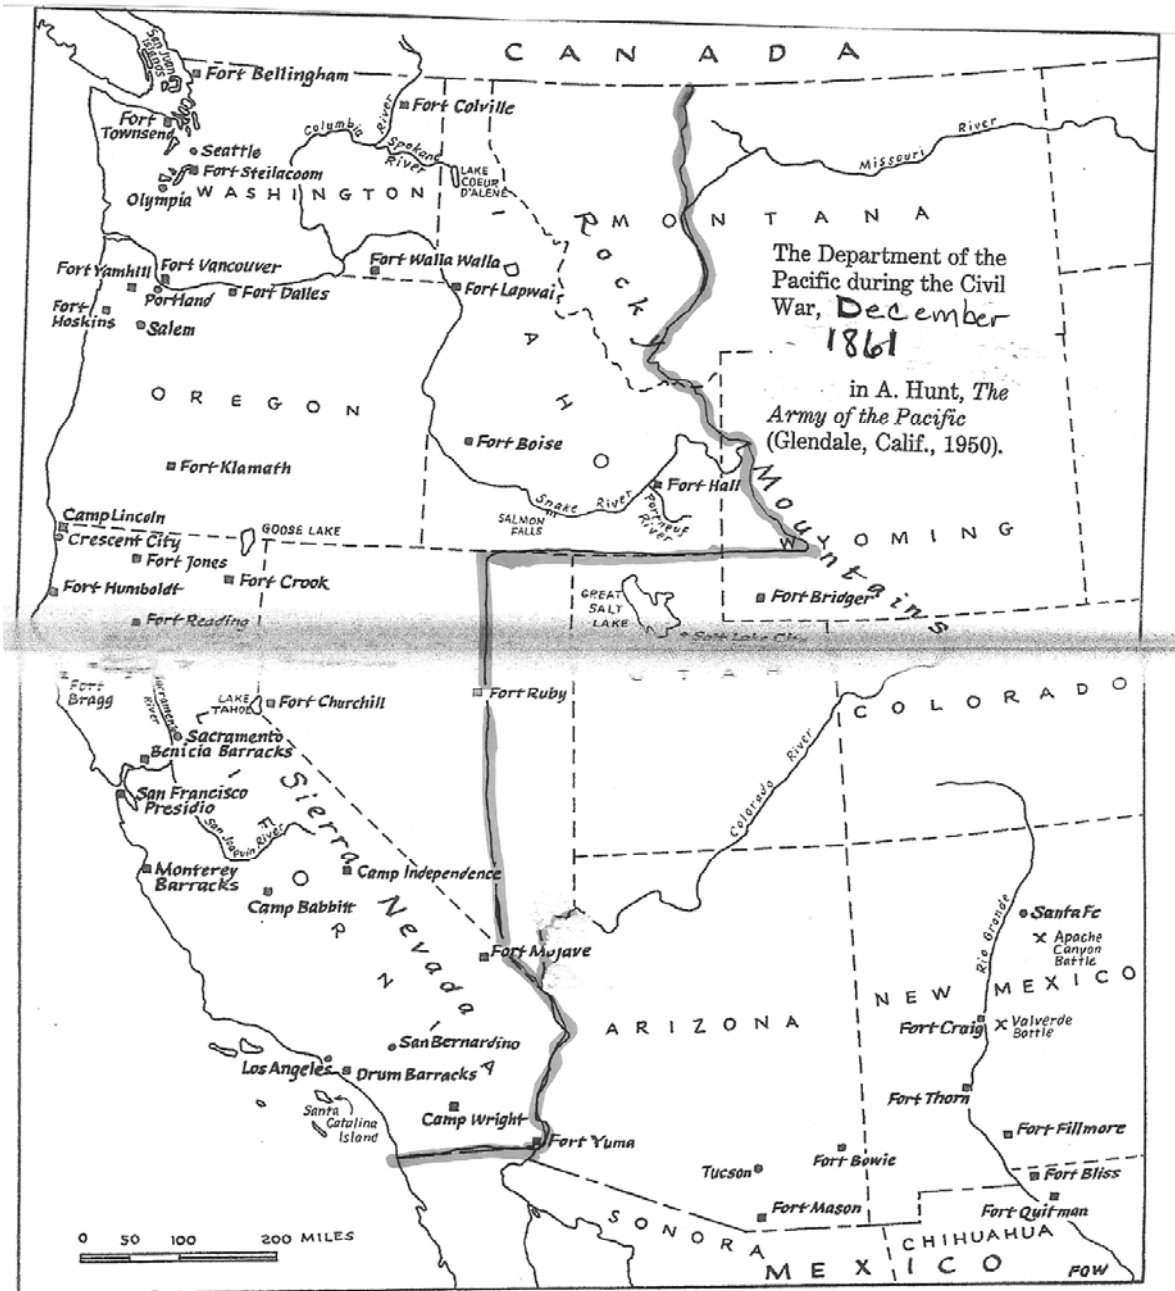 CANADA
San Juan
Islands
Fort Bellingham
Fort Colville
River
Columbia
Spokane
River
Fort
Townsend
Seattle
Fort Steilacoom
Olympia
WASHINGTON
LAKE
COEUR
D'ALENE
Missouri River
MONTANA
Rocky
Mountains
The Department of the
Pacific during the Civil
War, December
1861
in A. Hunt, The
Army of the Pacific
(Glendale, Calif., 1950).
Fort Yamhill
Fort Vancouver
Fort Walla Walla
Portland
Fort Dalles
Fort Lapwai
Fort
Hoskins
Salem
IDAHO
OREGON
Fort Boise
Fort Klamath
Snake River
Fort Hall
Portneuf
River
SALMON
FALLS
WYOMING
Camp Lincoln
Crescent City
GOOSE LAKE
Fort Jones
Fort Crook
Fort Humboldt
Fort Reading
GREAT
SALT
LAKE
Fort Bridger
Salt Lake City
UTAH
Fort Ruby
COLORADO
Fort
Bragg
Sacramento
River
LAKE
TAHOE
Fort Churchill
Sacramento
Benicia Barracks
San Francisco
Presidio
San Joaquin River
Sierra Nevada
Colorado River
Monterey
Barracks
Camp Independence
Camp Babbitt
LIFORNIA
Fort Mojave
Rio Grande
Santa Fe
x Apache
Canyon
Battle
NEW MEXICO
ARIZONA
Fort Craig
x Valverde
Battle
San Bernardino
Los Angeles
Drum Barracks
Santa
Catalina
Island
Camp Wright
Fort Yuma
Fort Thorn
Fort Fillmore
Tucson
Fort Bowie
Fort Bliss
Fort Mason
Fort Quitman
SONORA
CHIHUAHUA
MEXICO
0 50 100 200 MILES
FQW